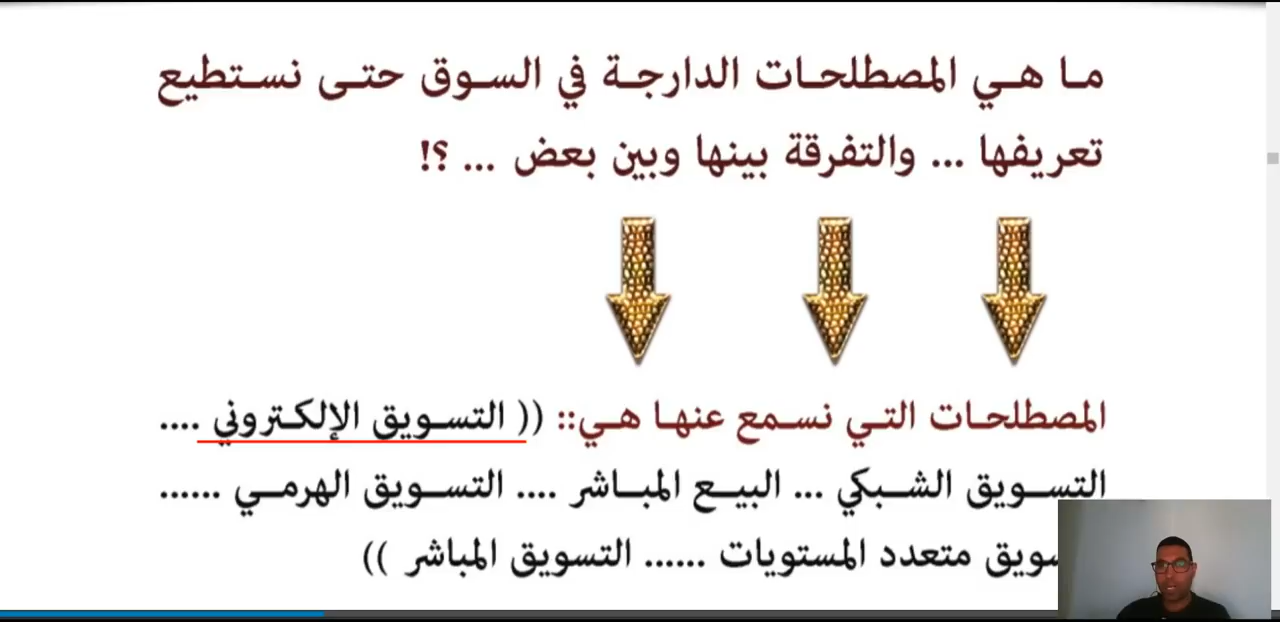 ما هي المصطلحات الدارجة في السوق حتى نستطيع
تعريفها ... والتفرقة بينها وبين بعض ... ؟!
المصطلحات التي نسمع عنها هي:: (( التسويق الإلكتروني ....
التسويق الشبكي ... البيع المباشر .... التسويق الهرمي ......
سويق متعدد المستويات ...... التسويق المباشر ))